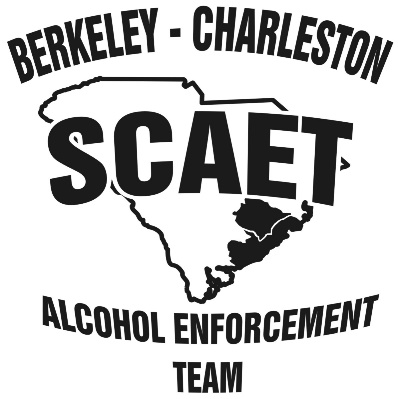 BERKELEY - CHARLESTON
SCAET
ALCOHOL ENFORCEMENT
TEAM